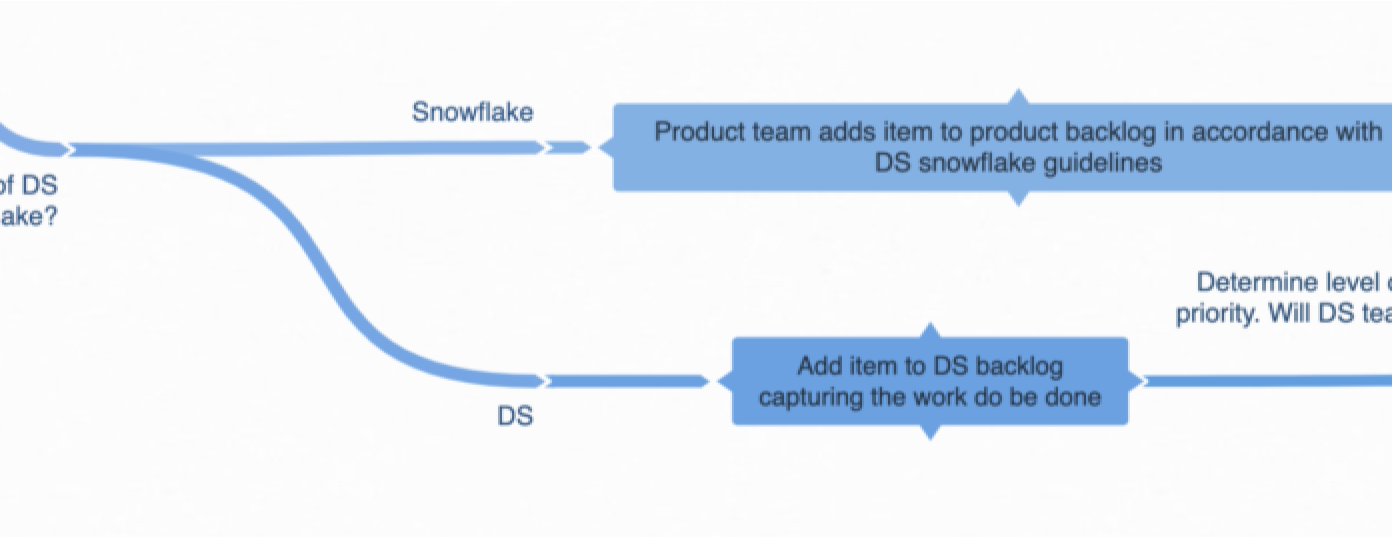 Snowflake
Product team adds item to product backlog in accordance with
DS snowflake guidelines
of DS
ake?
Determine level
priority. Will DS tea
Add item to DS backlog
capturing the work do be done
DS